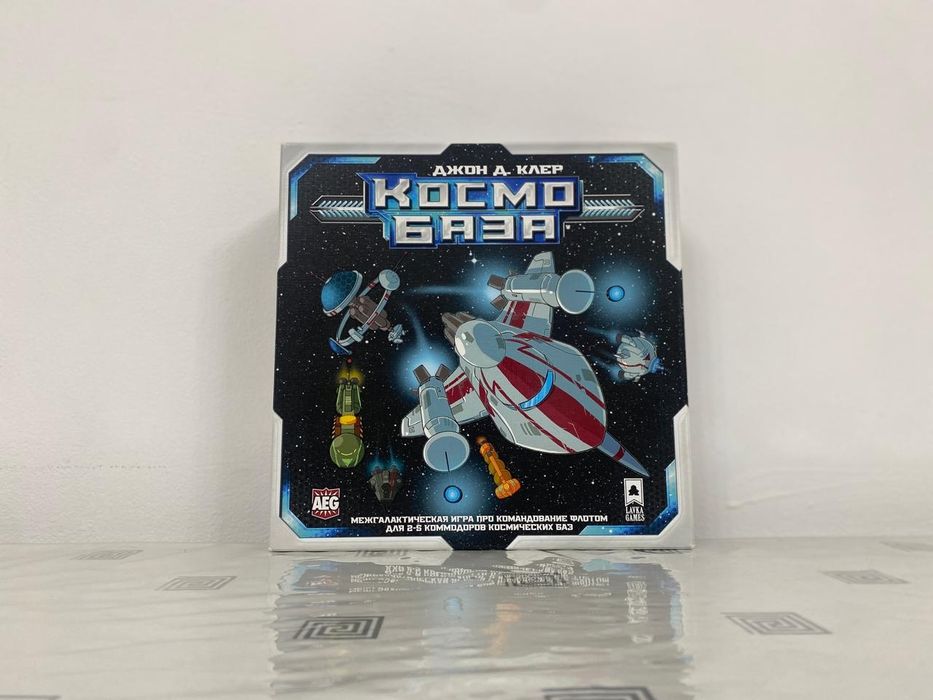 ДЖОН Д. КЛЕР
КОСМО
БАЗА
AEG
LAVKA
GAMES
МЕЖГАЛАКТИЧЕСКАЯ ИГРА ПРО КОМАНДОВАНИЕ ФЛОТОМ
ДЛЯ 2-5 КОММОДОРОВ КОСМИЧЕСКИХ БАЗ